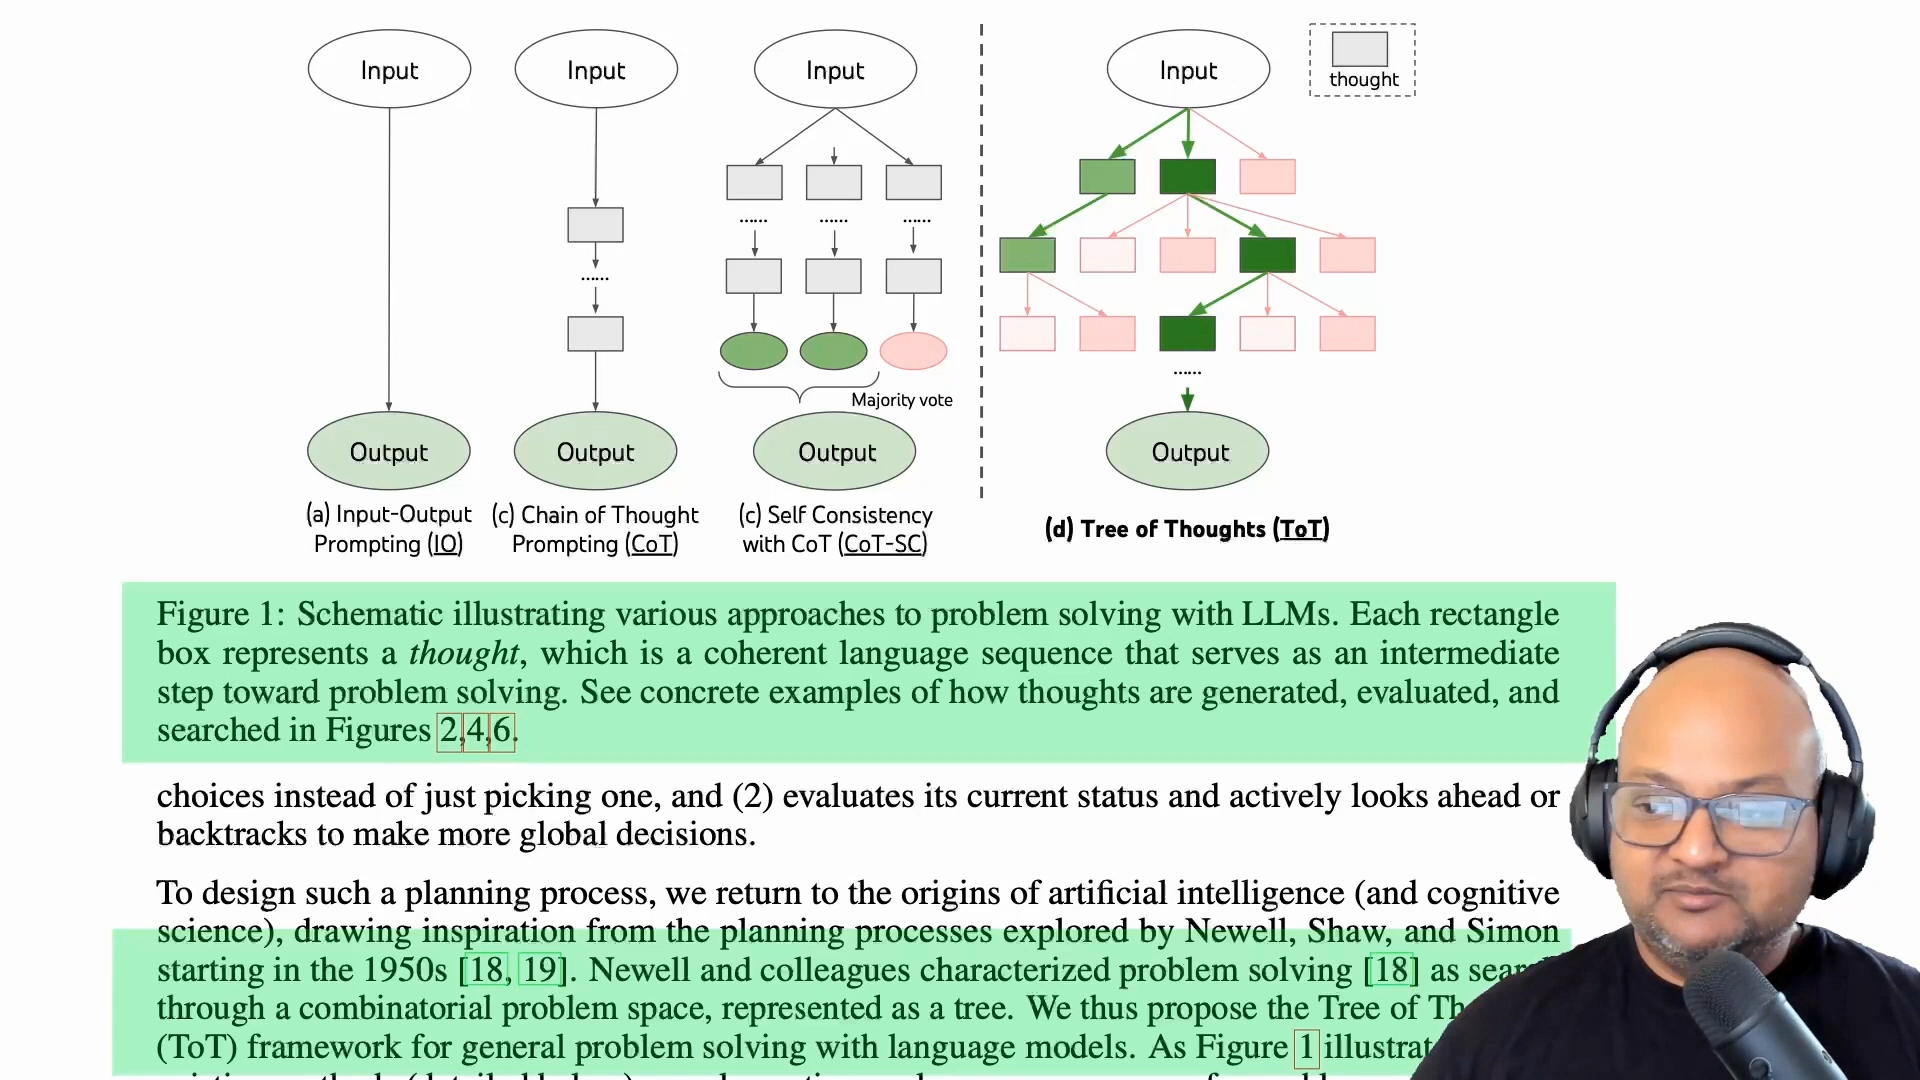 Input
Input
Input
Input
thought
......
......
......
......
......
Majority vote
Output
Output
Output
Output
(a) Input-Output
Prompting (IO)
(c) Chain of Thought
Prompting (CoT)
(c) Self Consistency
with CoT (CoT-SC)
(d) Tree of Thoughts (ToT)
Figure 1: Schematic illustrating various approaches to problem solving with LLMs. Each rectangle
box represents a thought, which is a coherent language sequence that serves as an intermediate
step toward problem solving. See concrete examples of how thoughts are generated, evaluated, and
searched in Figures 2,4,6.
choices instead of just picking one, and (2) evaluates its current status and actively looks ahead or
backtracks to make more global decisions.
To design such a planning process, we return to the origins of artificial intelligence (and cognitive
science), drawing inspiration from the planning processes explored by Newell, Shaw, and Simon
starting in the 1950s [18, 19]. Newell and colleagues characterized problem solving [18] as
through a combinatorial problem space, represented as a tree. We thus propose the Tree of
(ToT) framework for general problem solving with language models. As Figure 1